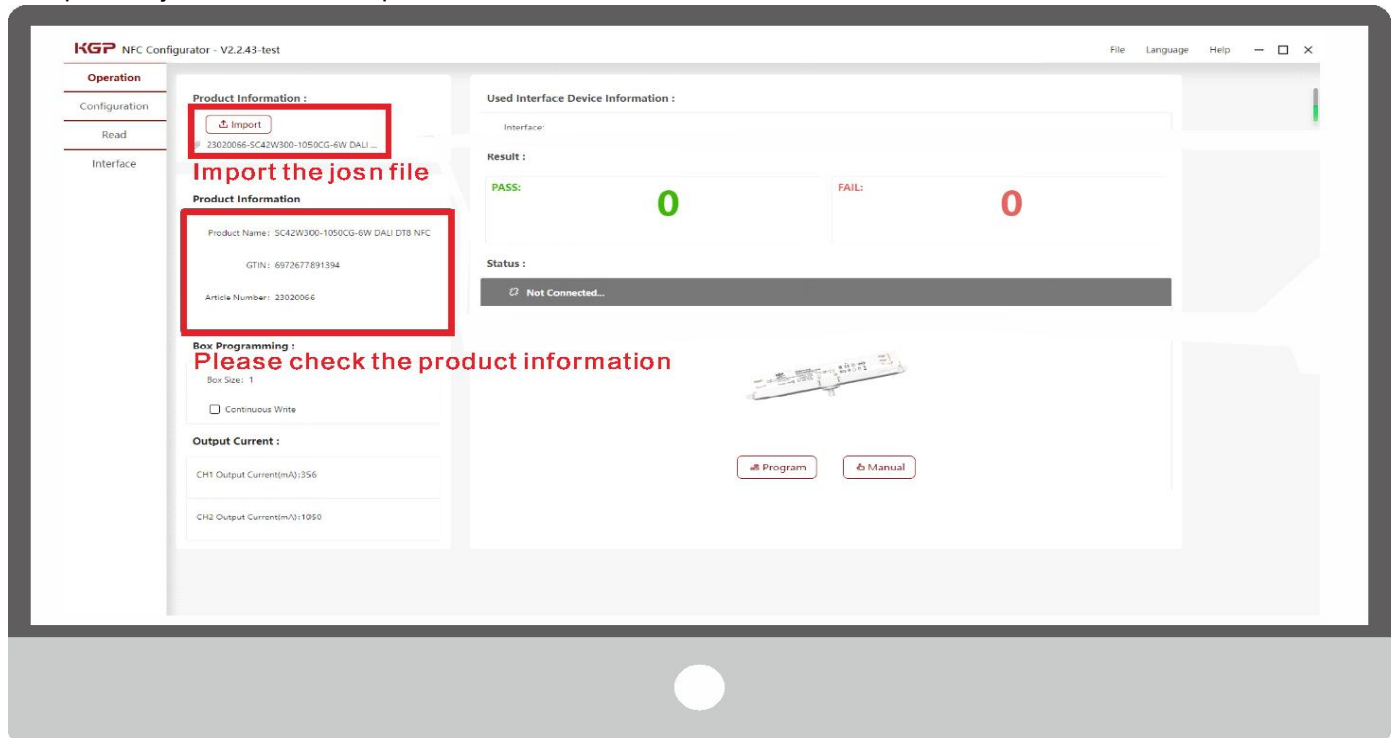 KGP NFC Configurator - V2.2.43-test
File Language Help
Operation
Configuration
Read
Interface
Product Information :
Import
23020066-SC42W300-1050CG-6W DALI ...
Import the josn file
Product Information
Product Name: SC42W300-1050CG-6W DALI DT8 NFC
GTIN: 6972677891394
Article Number: 23020066
Please check the product information
Box Programming :
Box Size: 1
Continuous Write
Output Current :
CH1 Output Current(mA):356
CH2 Output Current(mA):1050
Used Interface Device Information :
Interface:
Result :
PASS: 0
FAIL: 0
Status :
Not Connected...
Program
Manual